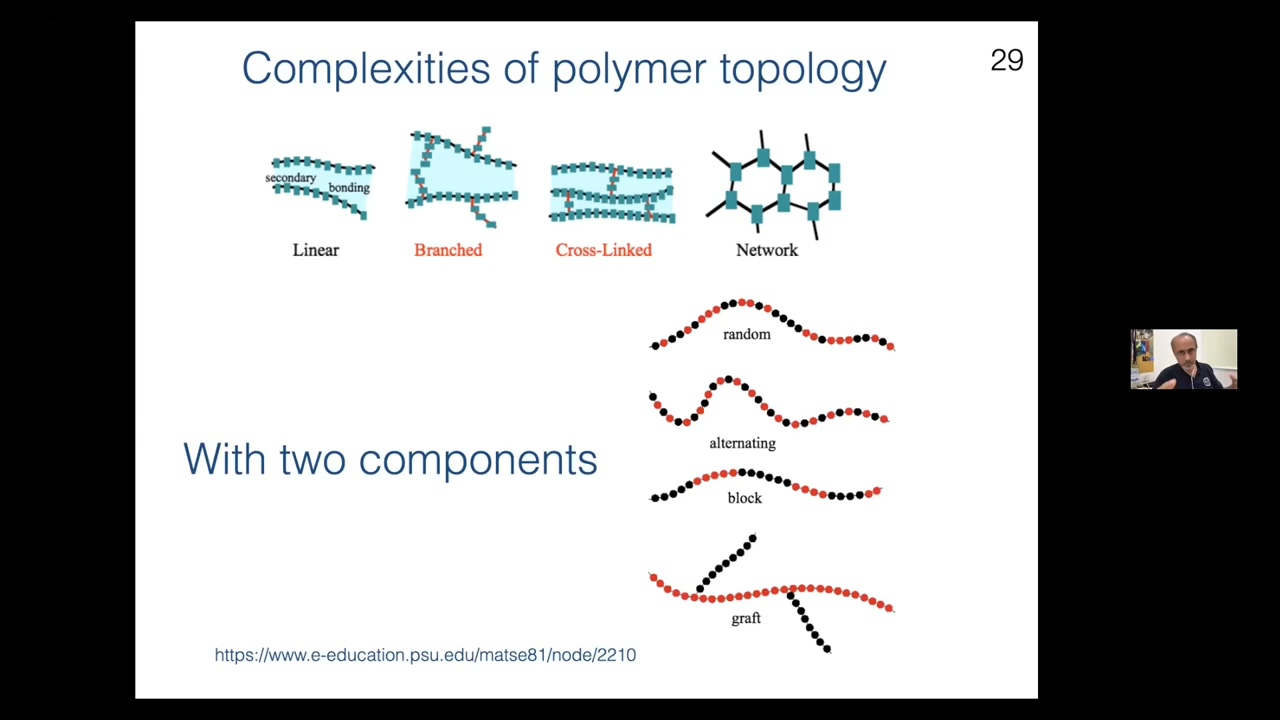 Complexities of polymer topology
29
secondary
bonding
Linear
Branched
Cross-Linked
Network
random
alternating
With two components
block
graft
https://www.e-education.psu.edu/matse81/node/2210